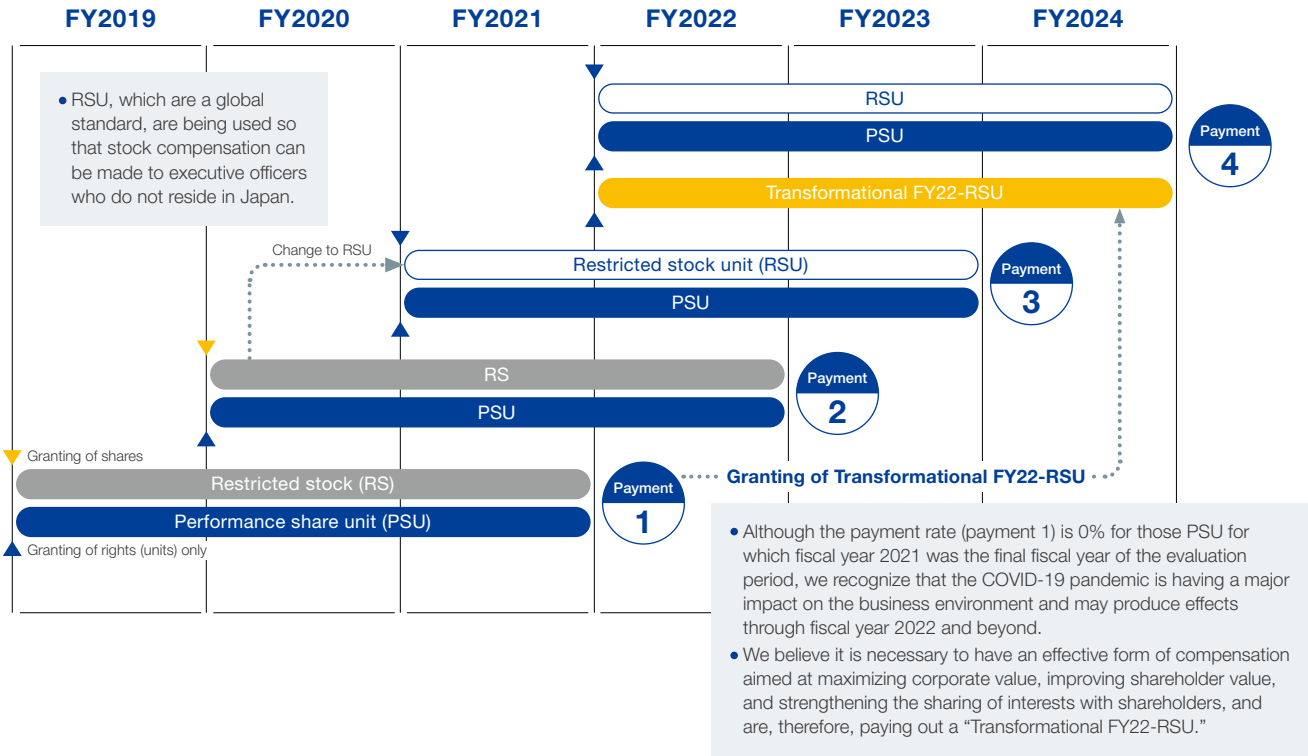 FY2019 FY2020 FY2021 FY2022 FY2023 FY2024
• RSU, which are a global
standard, are being used so
that stock compensation can
be made to executive officers
who do not reside in Japan.
RSU
PSU
Payment
4
Transformational FY22-RSU
Change to RSU
Restricted stock unit (RSU)
PSU
Payment
3
RS
PSU
Payment
2
Granting of shares
Restricted stock (RS)
Performance share unit (PSU)
Granting of rights (units) only
Payment
1
Granting of Transformational FY22-RSU
• Although the payment rate (payment 1) is 0% for those PSU for
which fiscal year 2021 was the final fiscal year of the evaluation
period, we recognize that the COVID-19 pandemic is having a major
impact on the business environment and may produce effects
through fiscal year 2022 and beyond.
• We believe it is necessary to have an effective form of compensation
aimed at maximizing corporate value, improving shareholder value,
and strengthening the sharing of interests with shareholders, and
are, therefore, paying out a “Transformational FY22-RSU.”